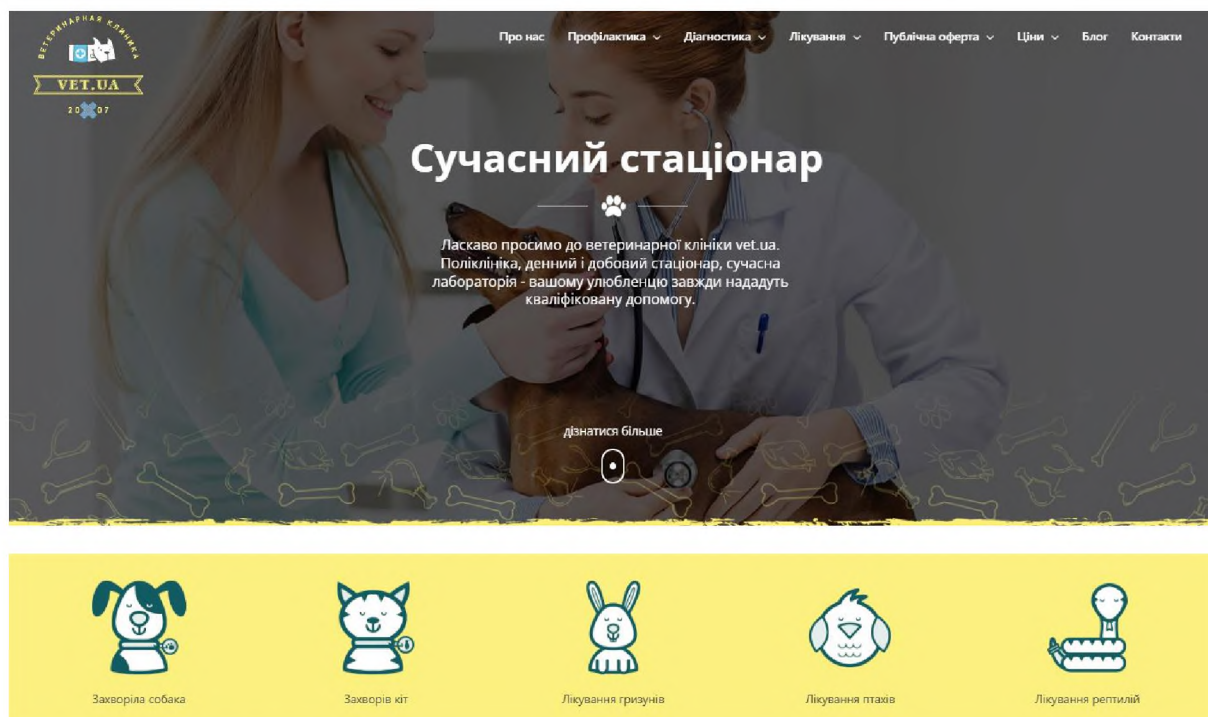 ВЕТЕРИНАРНАЯ КЛИНИКА
VET.UA
20 07
Про нас Профілактика Діагностика Лікування Публічна оферта Ціни Блог Контакти
Сучасний стаціонар
Ласкаво просимо до ветеринарної клініки vet.ua.
Поліклініка, денний і добовий стаціонар, сучасна
лабораторія - вашому улюбленцю завжди нададуть
кваліфіковану допомогу.
дізнатися більше
Захворіла собака Захворів кіт Лікування гризунів Лікування птахів Лікування рептилій